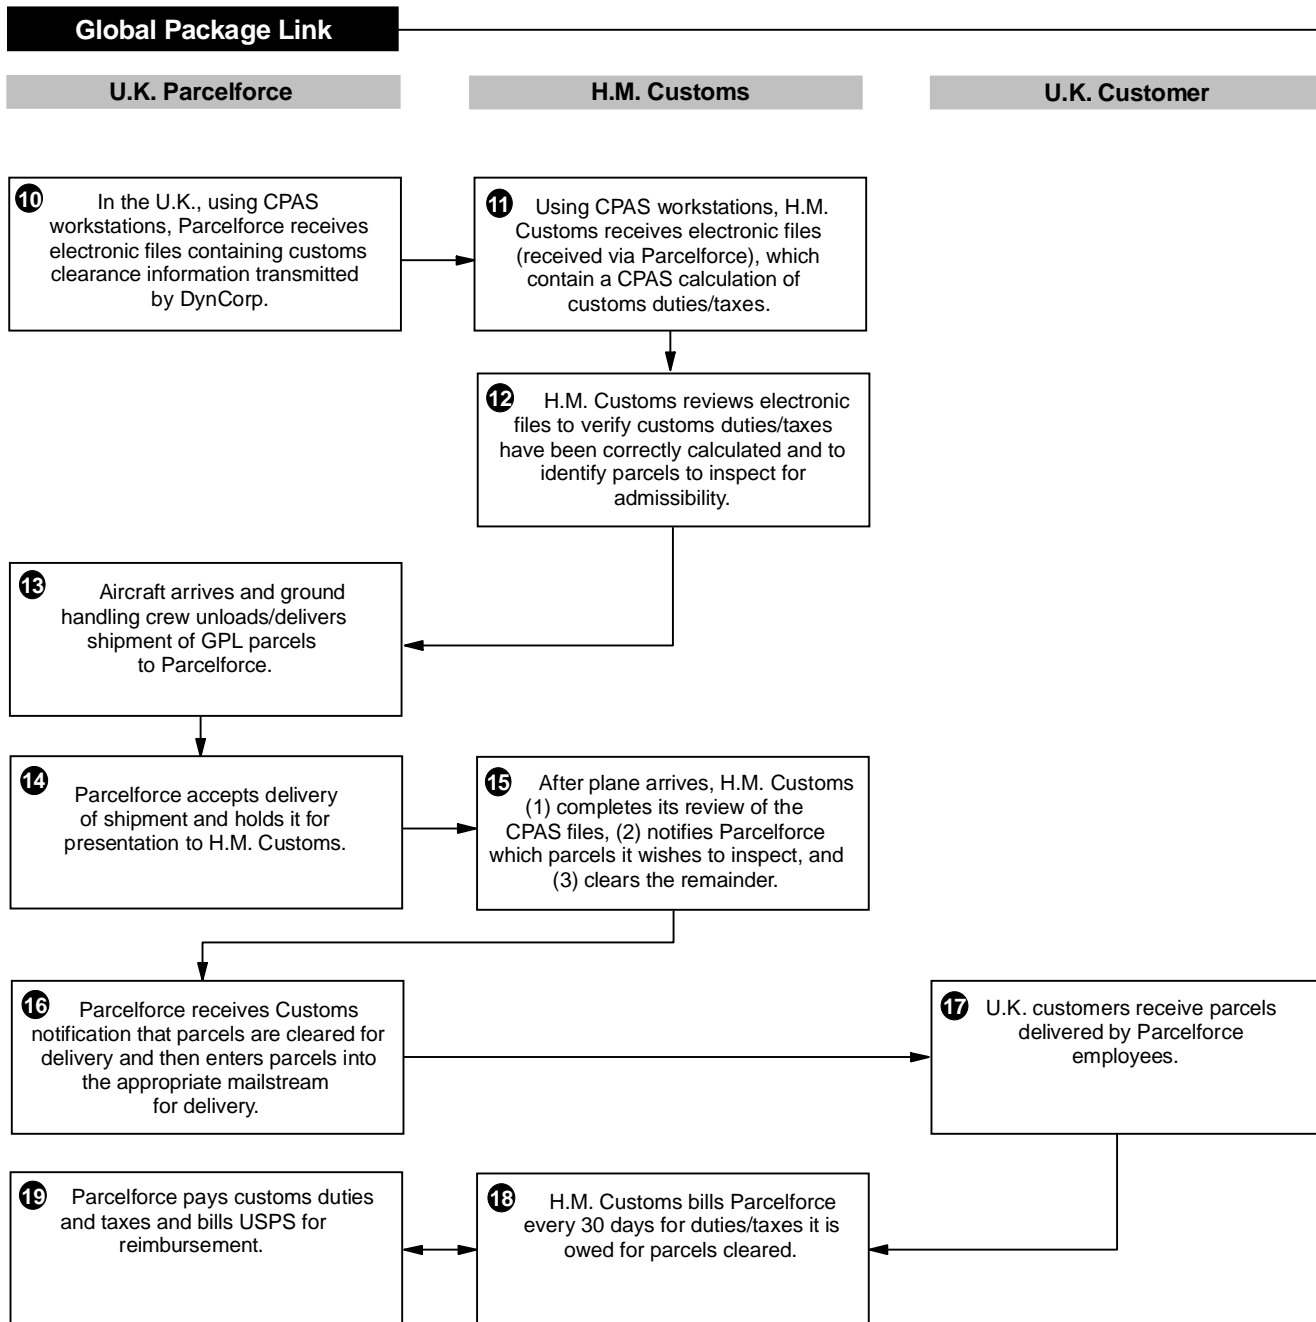 Global Package Link
U.K. Parcelforce
H.M. Customs
U.K. Customer
10
In the U.K., using CPAS
workstations, Parcelforce receives
electronic files containing customs
clearance information transmitted
by DynCorp.
11
Using CPAS workstations, H.M.
Customs receives electronic files
(received via Parcelforce), which
contain a CPAS calculation of
customs duties/taxes.
12
H.M. Customs reviews electronic
files to verify customs duties/taxes
have been correctly calculated and to
identify parcels to inspect for
admissibility.
13
Aircraft arrives and ground
handling crew unloads/delivers
shipment of GPL parcels
to Parcelforce.
14
Parcelforce accepts delivery
of shipment and holds it for
presentation to H.M. Customs.
15
After plane arrives, H.M. Customs
(1) completes its review of the
CPAS files, (2) notifies Parcelforce
which parcels it wishes to inspect, and
(3) clears the remainder.
16
Parcelforce receives Customs
notification that parcels are cleared for
delivery and then enters parcels into
the appropriate mailstream
for delivery.
17
U.K. customers receive parcels
delivered by Parcelforce
employees.
18
H.M. Customs bills Parcelforce
every 30 days for duties/taxes it is
owed for parcels cleared.
19
Parcelforce pays customs duties
and taxes and bills USPS for
reimbursement.